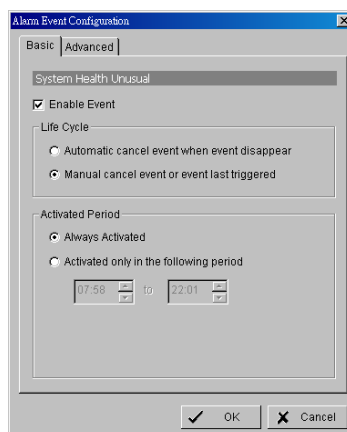 Alarm Event Configuration
Basic Advanced
System Health Unusual
Enable Event
Life Cycle
Automatic cancel event when event disappear
Manual cancel event or event last triggered
Activated Period
Always Activated
Activated only in the following period
07:58 to 22:01
OK Cancel